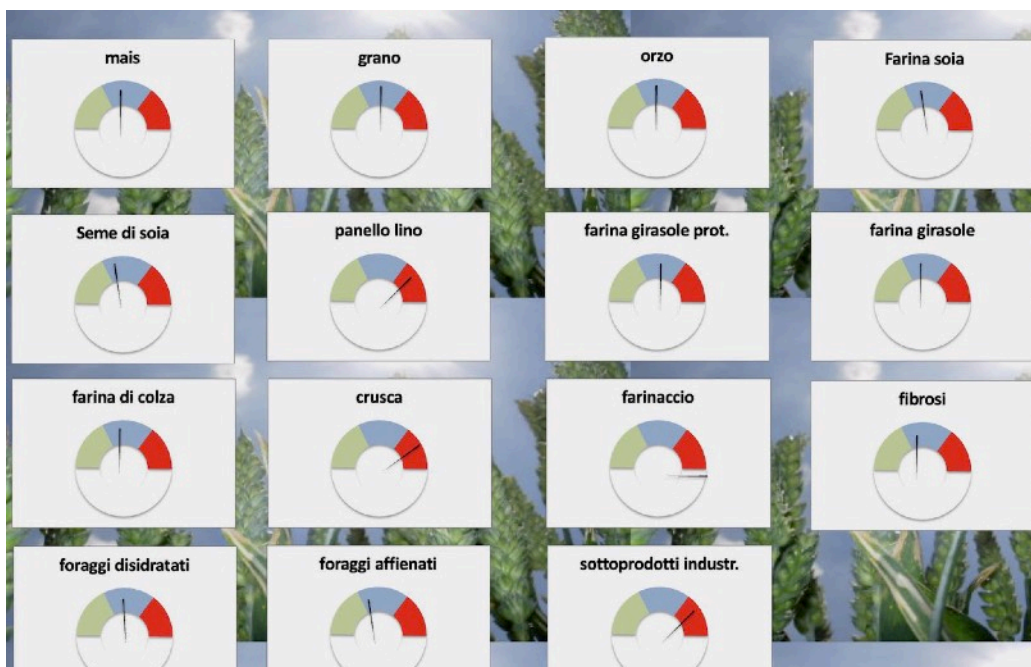 mais
grano
orzo
Farina soia
Seme di soia
panello lino
farina girasole prot.
farina girasole
farina di colza
crusca
farinaccio
fibrosi
foraggi disidratati
foraggi affienati
sottoprodotti industr.